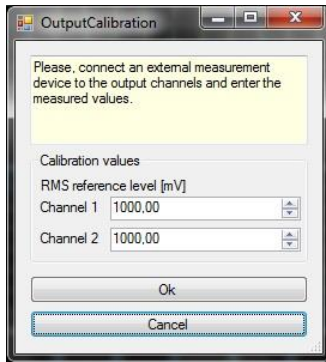 OutputCalibration
Please, connect an external measurement
device to the output channels and enter the
measured values.
Calibration values
RMS reference level [mV]
Channel 1 1000,00
Channel 2 1000,00
Ok
Cancel